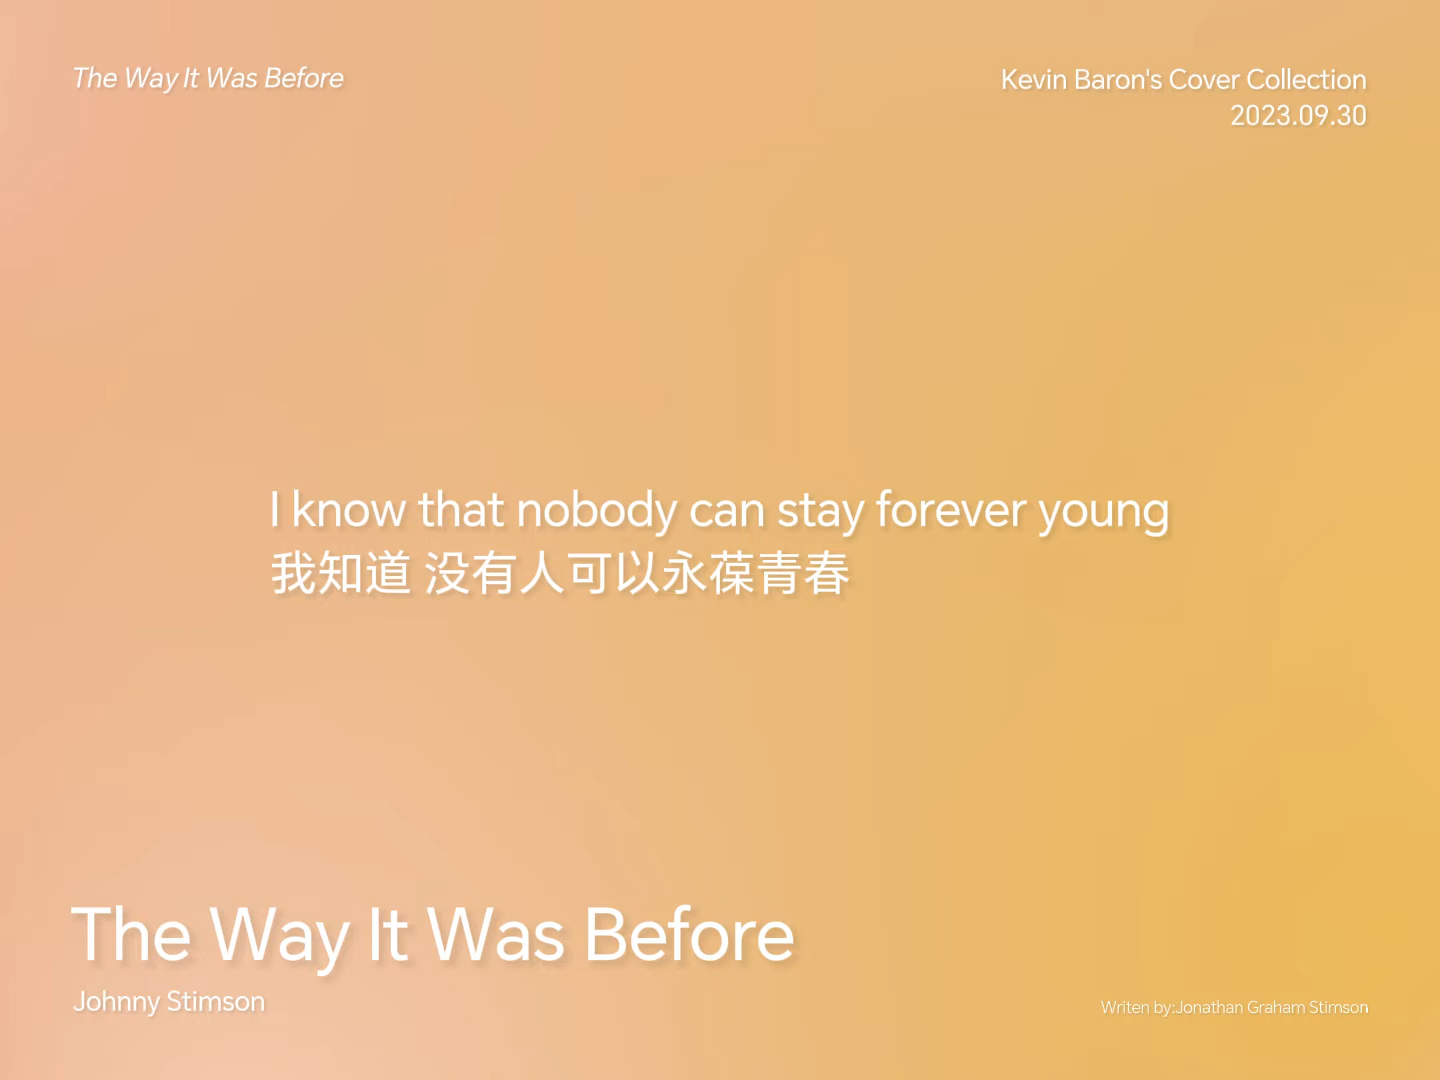 The Way It Was Before
Kevin Baron's Cover Collection
2023.09.30
I know that nobody can stay forever young
我知道 没有人可以永葆青春
The Way It Was Before
Johnny Stimson
Writen by:Jonathan Graham Stimson